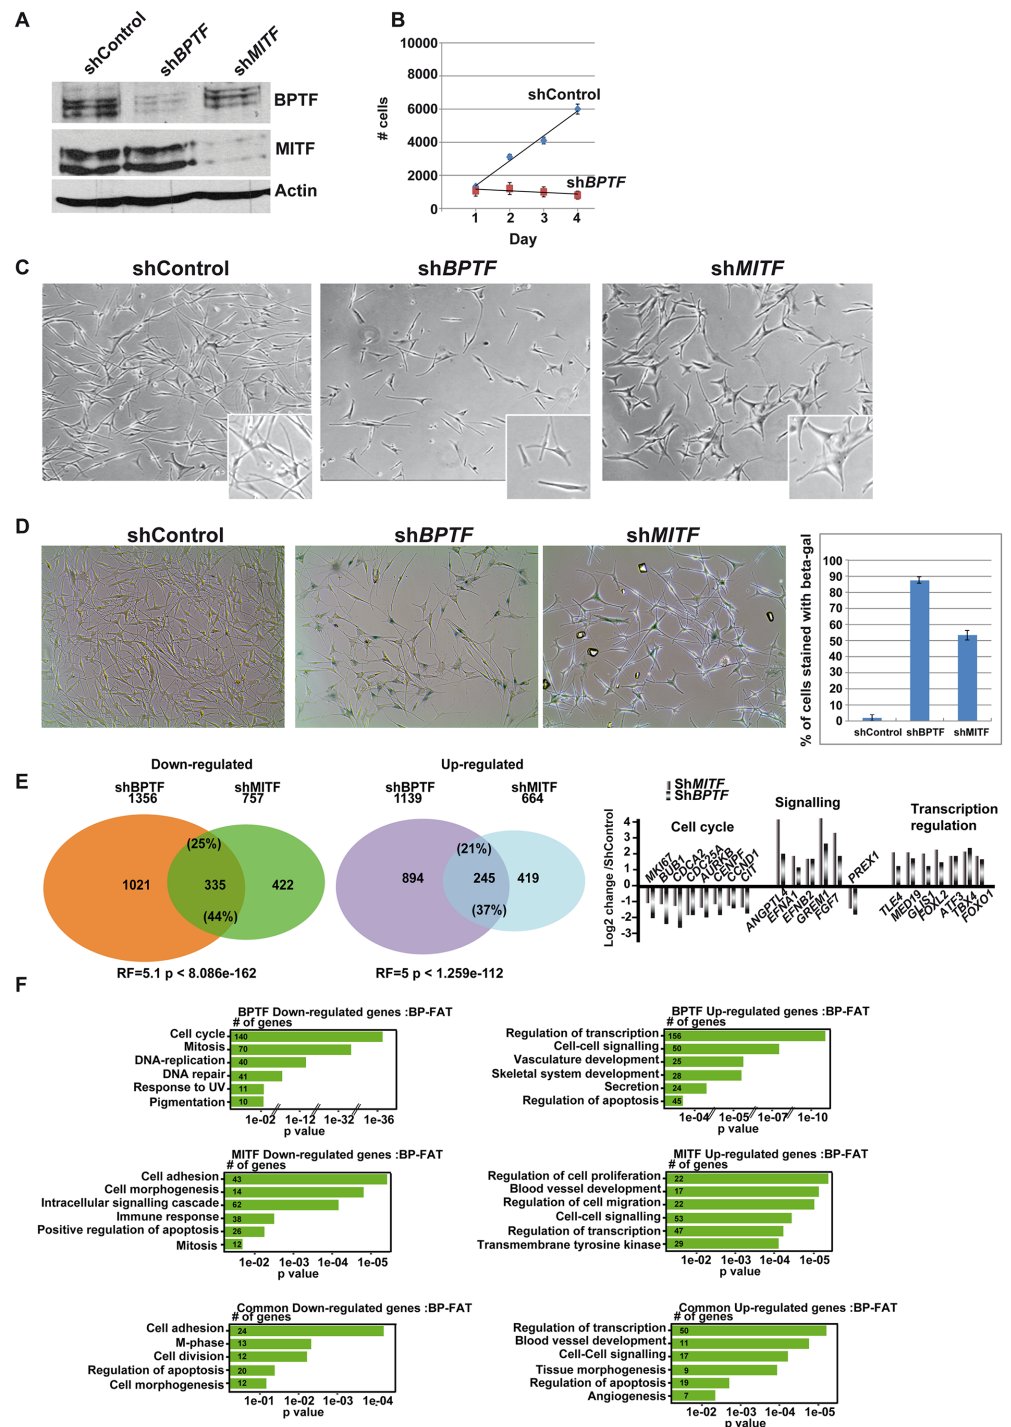 A
shControl
shBPTF
shMITF
BPTF
MITF
Actin
B
10000
8000
6000
4000
2000
0
# cells
shControl
shBPTF
1 2 3 4
Day
C
shControl
shBPTF
shMITF
D
shControl
shBPTF
shMITF
% of cells stained with beta-gal
100
90
80
70
60
50
40
30
20
10
0
shControl shBPTF shMITF
E
Down-regulated
shBPTF
1356
shMITF
757
(25%)
1021 335 422
(44%)
RF=5.1 p < 8.086e-162
Up-regulated
shBPTF
1139
shMITF
664
(21%)
894 245 419
(37%)
RF=5 p < 1.259e-112
ShMITF
ShBPTF
Log2 change /ShControl
4
3
2
1
0
-1
-2
-3
Cell cycle
Signalling
Transcription
regulation
MKI67
BUB1
CDCA2
CDC25A
AURKB
CENPF
CCND1
CIT
ANGPTL4
EFNA1
EFNB2
GREM1
FGF7
PREX1
TLE4
MED19
GLIS1
FOXL2
ATF3
TBX4
FOXO1
F
BPTF Down-regulated genes :BP-FAT
# of genes
Cell cycle 140
Mitosis 70
DNA-replication 40
DNA repair 41
Response to UV 11
Pigmentation 10
1e-02 1e-12 1e-32 1e-36
p value
BPTF Up-regulated genes :BP-FAT
# of genes
Regulation of transcription 156
Cell-cell signalling 50
Vasculature development 25
Skeletal system development 28
Secretion 24
Regulation of apoptosis 45
1e-04 1e-05 1e-07 1e-10
p value
MITF Down-regulated genes :BP-FAT
# of genes
Cell adhesion 43
Cell morphogenesis 14
Intracellular signalling cascade 62
Immune response 38
Positive regulation of apoptosis 26
Mitosis 12
1e-02 1e-03 1e-04 1e-05
p value
MITF Up-regulated genes :BP-FAT
# of genes
Regulation of cell proliferation 22
Blood vessel development 17
Regulation of cell migration 22
Cell-cell signalling 53
Regulation of transcription 47
Transmembrane tyrosine kinase 29
1e-02 1e-03 1e-04 1e-05
p value
Common Down-regulated genes :BP-FAT
# of genes
Cell adhesion 24
M-phase 13
Cell division 12
Regulation of apoptosis 20
Cell morphogenesis 12
1e-01 1e-02 1e-03 1e-04
p value
Common Up-regulated genes :BP-FAT
# of genes
Regulation of transcription 50
Blood vessel development 11
Cell-Cell signalling 17
Tissue morphogenesis 9
Regulation of apoptosis 19
Angiogenesis 7
1e-02 1e-03 1e-04 1e-05
p value